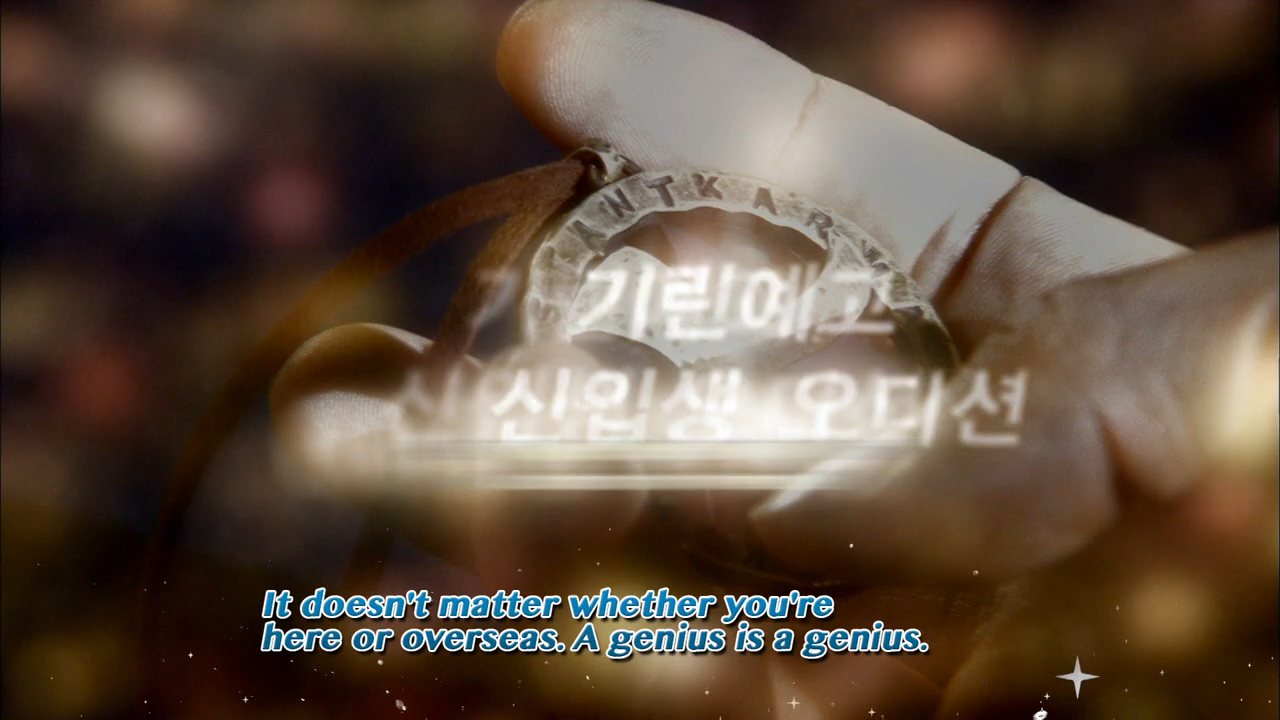 기린예고
신입생 오디션
It doesn't matter whether you're
here or overseas. A genius is a genius.